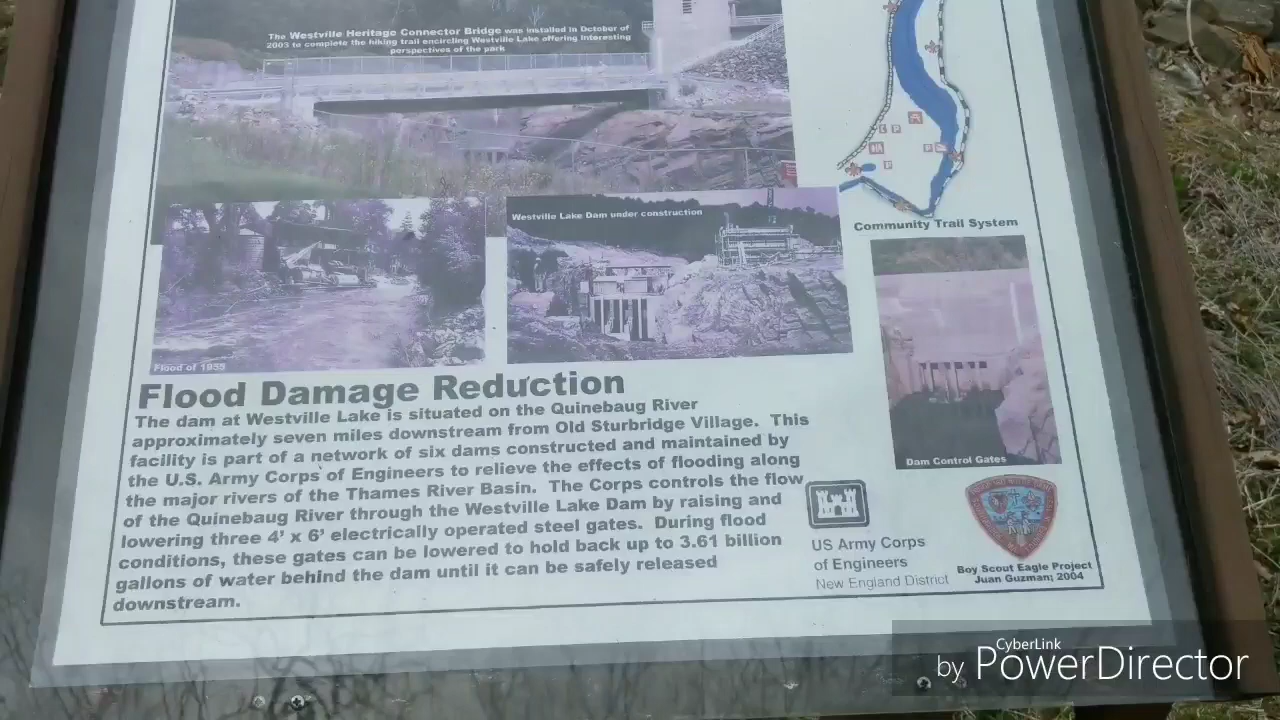 The Westville Heritage Connector Bridge was installed in October of
2003 to complete the hiking trail encircling Westville Lake offering interesting
perspectives of the park
Westville Lake Dam under construction
Community Trail System
Flood of 1955
Dam Control Gates
Flood Damage Reduction
The dam at Westville Lake is situated on the Quinebaug River
approximately seven miles downstream from Old Sturbridge Village. This
facility is part of a network of six dams constructed and maintained by
the U.S. Army Corps of Engineers to relieve the effects of flooding along
the major rivers of the Thames River Basin. The Corps controls the flow
of the Quinebaug River through the Westville Lake Dam by raising and
lowering three 4' x 6' electrically operated steel gates. During flood
conditions, these gates can be lowered to hold back up to 3.61 billion
gallons of water behind the dam until it can be safely released
downstream.
US Army Corps
of Engineers
New England District
Boy Scout Eagle Project
Juan Guzman; 2004
CyberLink
by PowerDirector